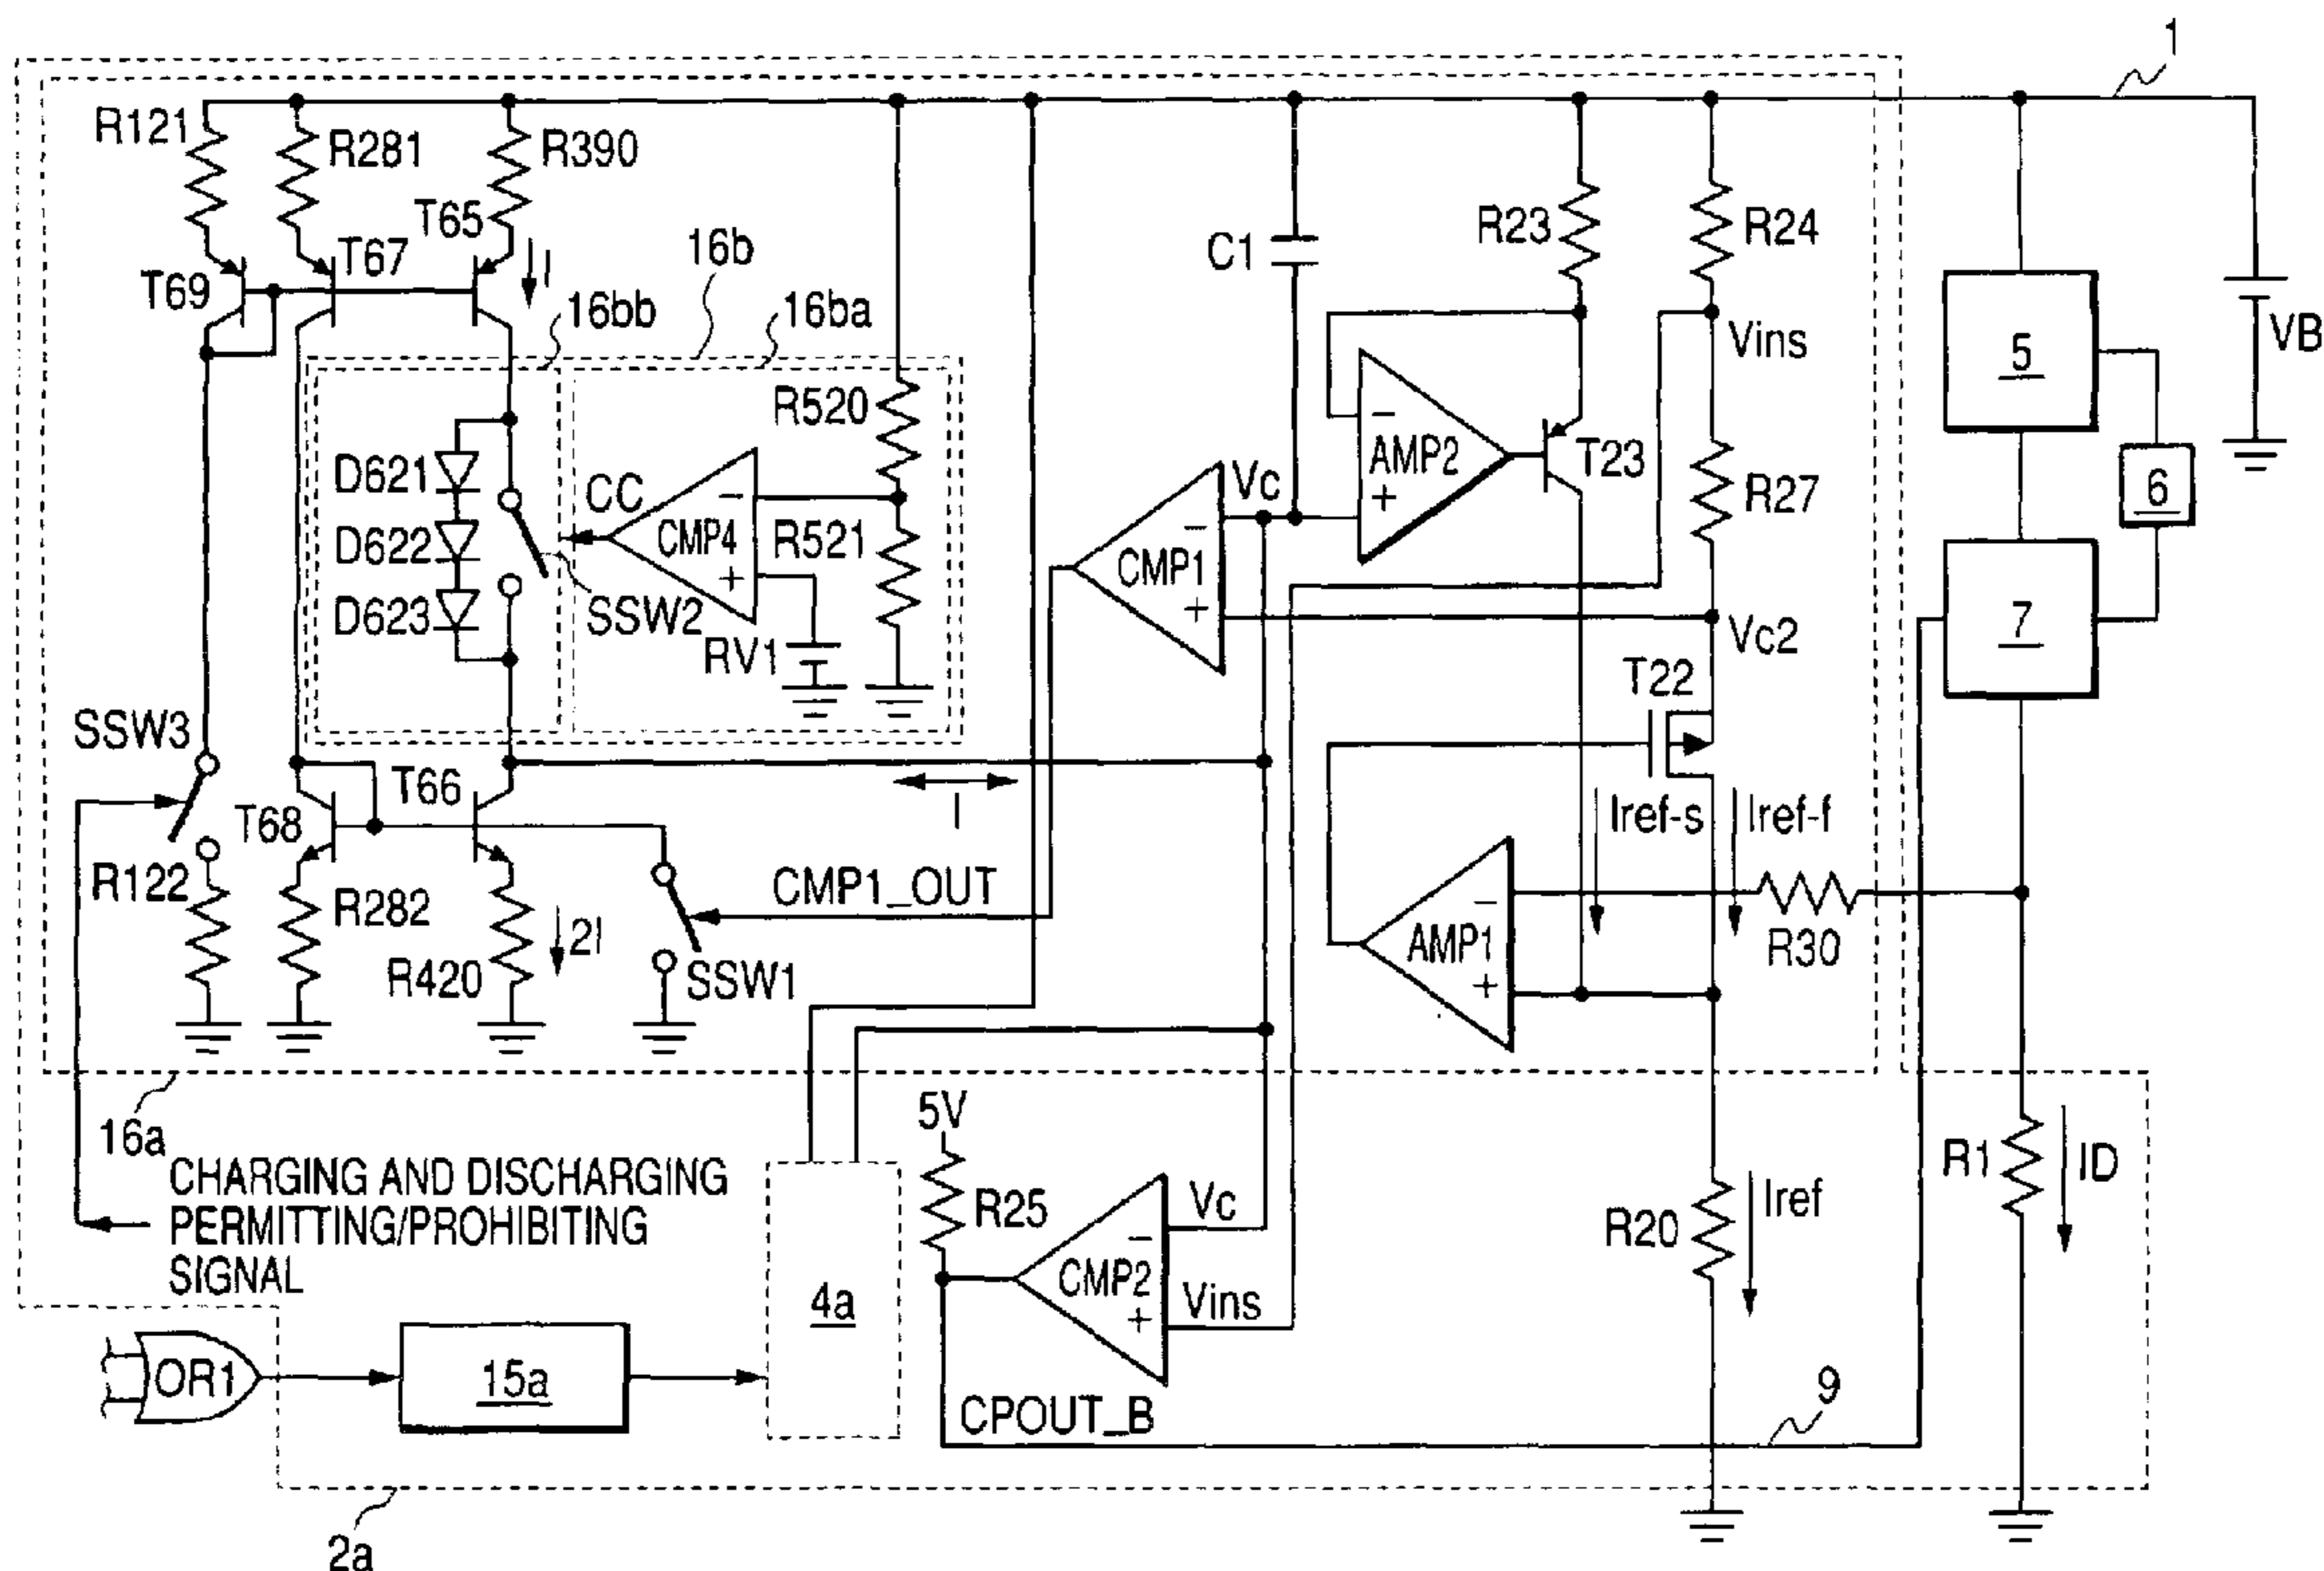 1
R121
R281
R390
T65
R23
R24
16b
T67
I
C1
T69
16bb
16ba
Vins
5
VB
R520
D621
CC
−
−
AMP2
T23
Vc
+
R27
6
D622
CMP4
R521
−
CMP1
D623
+
SSW2
+
7
RV1
Vc2
T22
SSW3
T66
I
T68
Iref-s
Iref-f
R122
R282
CMP1_OUT
−
2I
AMP1
R30
R420
SSW1
+
5V
16a
CHARGING AND DISCHARGING
PERMITTING/PROHIBITING
SIGNAL
R25
Vc
−
R1
ID
R20
Iref
CMP2
4a
Vins
+
OR1
15a
9
CPOUT_B
2a